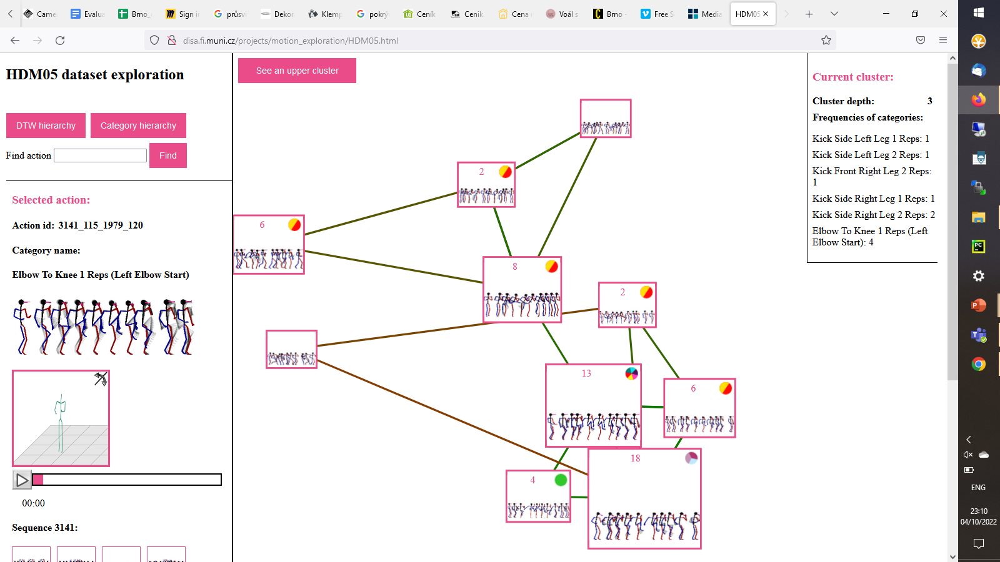 Came
Evalua
Brno_
Sign i
průsv
Dekor
Klemp
pokrý
Ceník
Ceník
Cena
Voál s
Brno -
Free S
Media
HDM05
disa.fi.muni.cz/projects/motion_exploration/HDM05.html
HDM05 dataset exploration
DTW hierarchy
Category hierarchy
Find action
Find
Selected action:
Action id: 3141_115_1979_120
Category name:
Elbow To Knee 1 Reps (Left Elbow Start)
00:00
Sequence 3141:
See an upper cluster
2
6
8
2
13
6
18
4
Current cluster:
Cluster depth: 3
Frequencies of categories:
Kick Side Left Leg 1 Reps: 1
Kick Side Left Leg 2 Reps: 1
Kick Front Right Leg 2 Reps:
1
Kick Side Right Leg 1 Reps: 1
Kick Side Right Leg 2 Reps: 2
Elbow To Knee 1 Reps (Left
Elbow Start): 4
ENG
23:10
04/10/2022